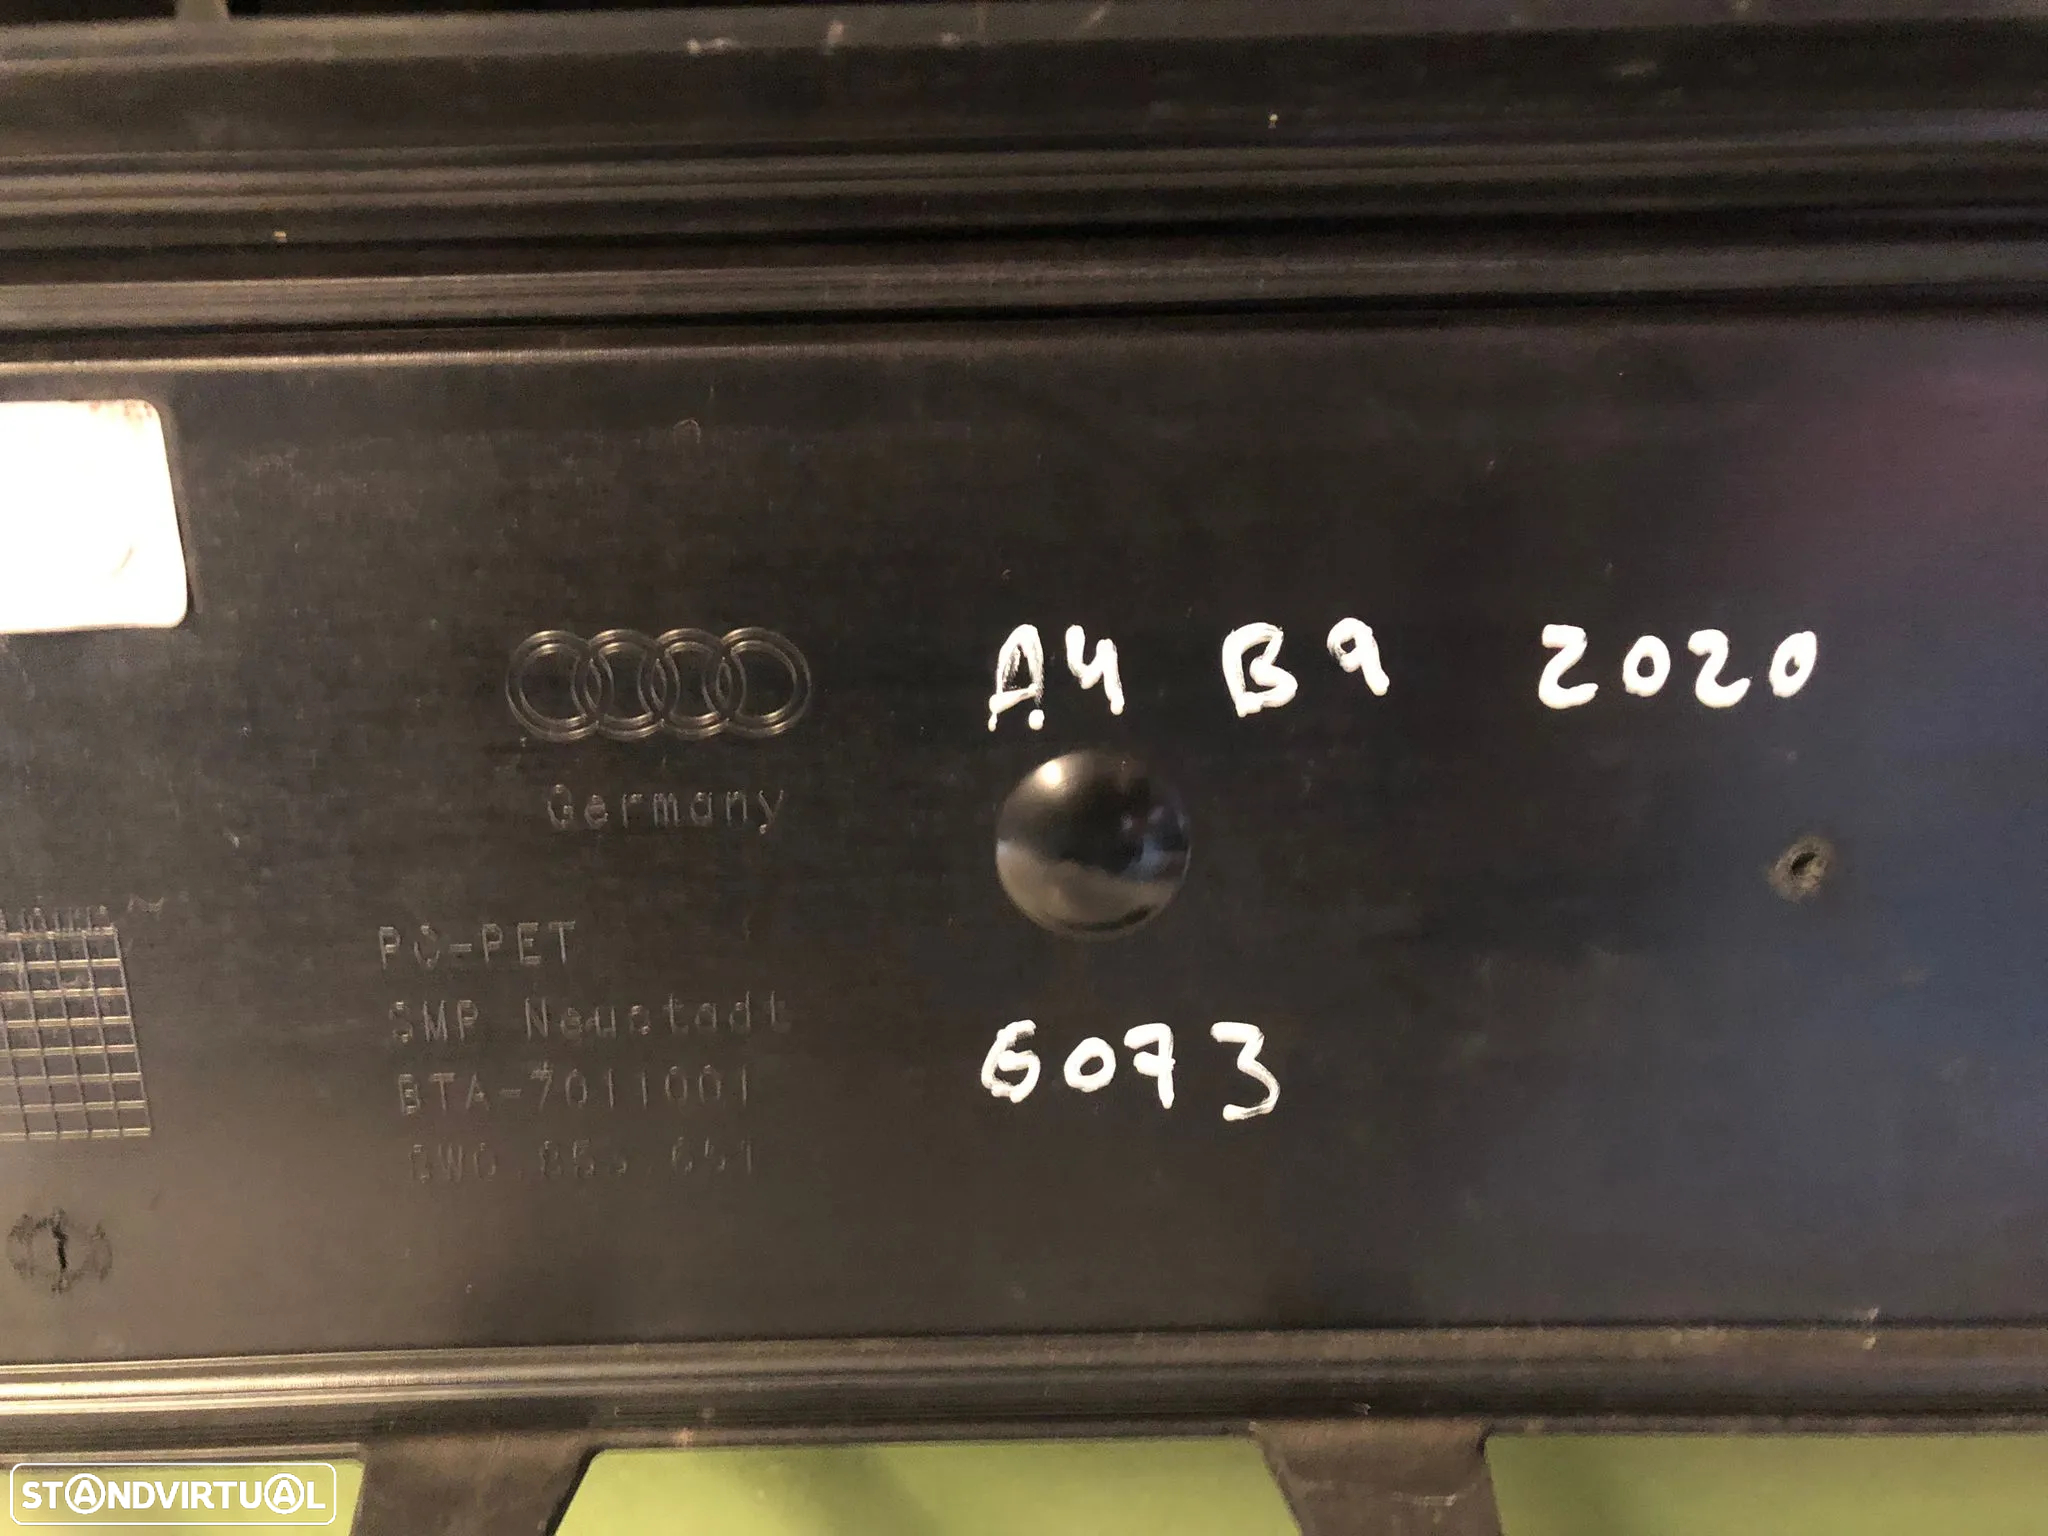 A4 B9 2020
Germany
PC-PET
SMP Neustadt
BTA-7011001
6073
STANDVIRTUAL